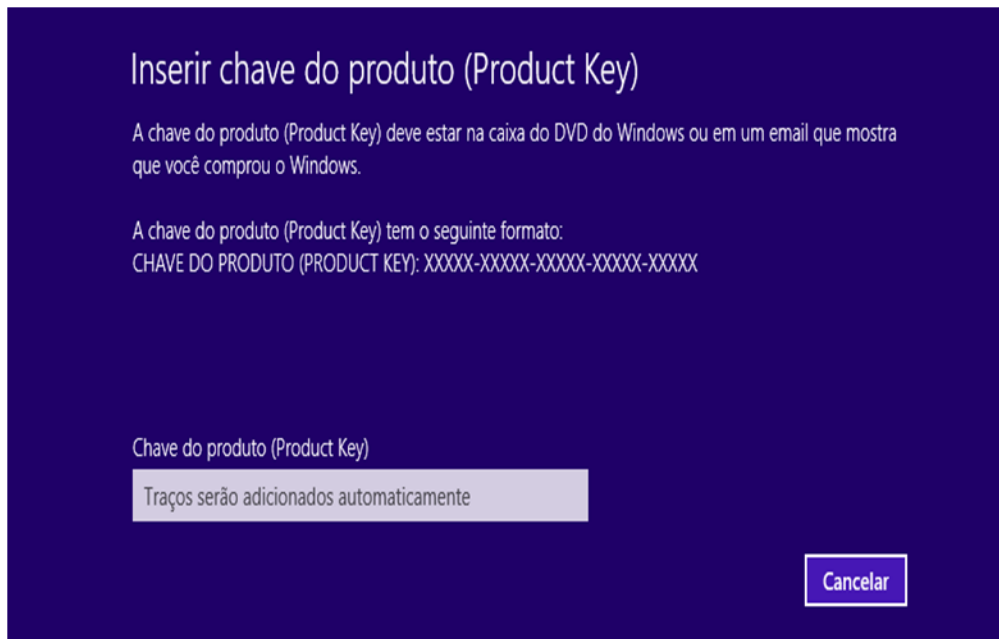 Inserir chave do produto (Product Key)
A chave do produto (Product Key) deve estar na caixa do DVD do Windows ou em um email que mostra
que você comprou o Windows.
A chave do produto (Product Key) tem o seguinte formato:
CHAVE DO PRODUTO (PRODUCT KEY): XXXXX-XXXXX-XXXXX-XXXXX-XXXXX
Chave do produto (Product Key)
Traços serão adicionados automaticamente
Cancelar